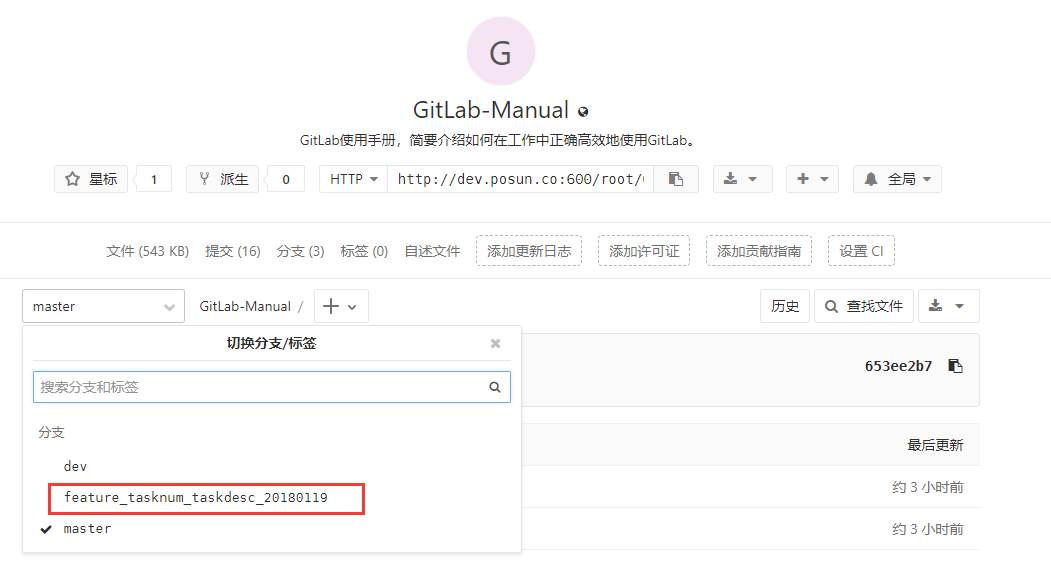 G
GitLab-Manual
GitLab使用手册，简要介绍如何在工作中正确高效地使用GitLab。
星标 1 派生 0 HTTP http://dev.posun.co:600/root/ 全局
文件 (543 KB) 提交 (16) 分支 (3) 标签 (0) 自述文件 添加更新日志 添加许可证 添加贡献指南 设置 CI
master GitLab-Manual / 历史 查找文件
切换分支/标签
653ee2b7
搜索分支和标签
分支
最后更新
dev
约 3 小时前
feature_tasknum_taskdesc_20180119
master
约 3 小时前